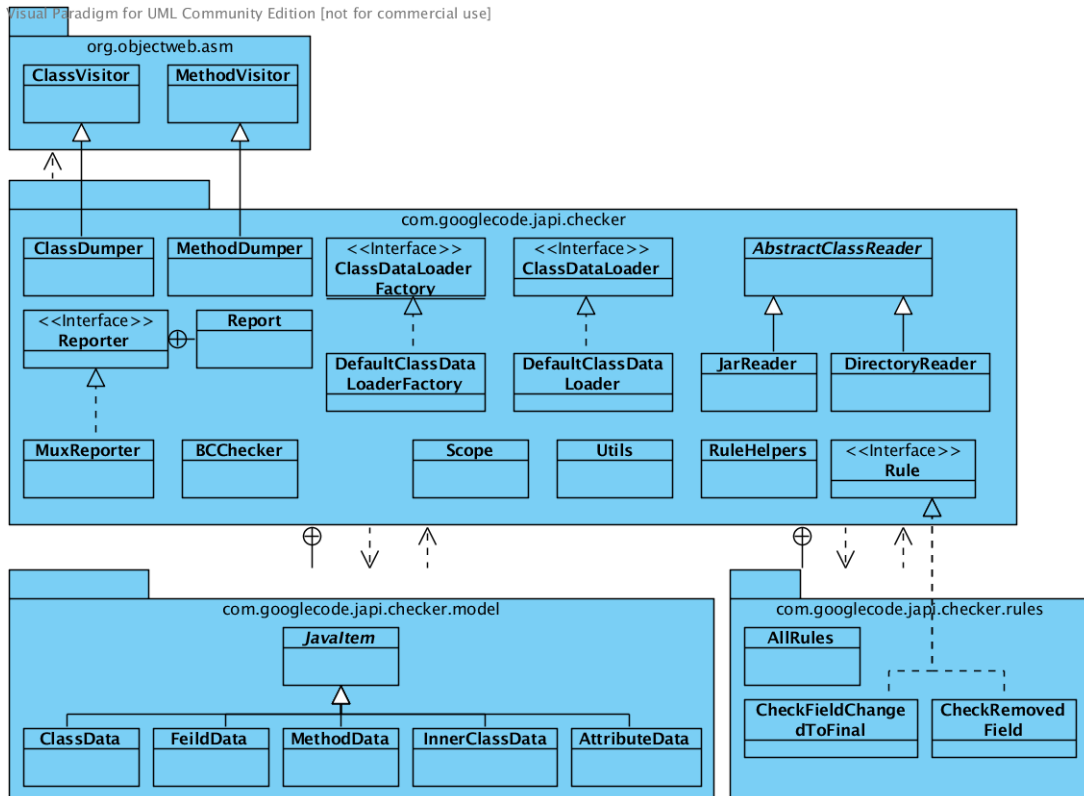 Visual Paradigm for UML Community Edition [not for commercial use]
org.objectweb.asm
ClassVisitor
MethodVisitor
com.googlecode.japi.checker
ClassDumper
MethodDumper
<<Interface>>
ClassDataLoader
Factory
<<Interface>>
ClassDataLoader
AbstractClassReader
<<Interface>>
Reporter
Report
DefaultClassData
LoaderFactory
DefaultClassData
Loader
JarReader
DirectoryReader
MuxReporter
BCChecker
Scope
Utils
RuleHelpers
<<Interface>>
Rule
com.googlecode.japi.checker.model
JavaItem
ClassData
FeildData
MethodData
InnerClassData
AttributeData
com.googlecode.japi.checker.rules
AllRules
CheckFieldChange
dToFinal
CheckRemoved
Field